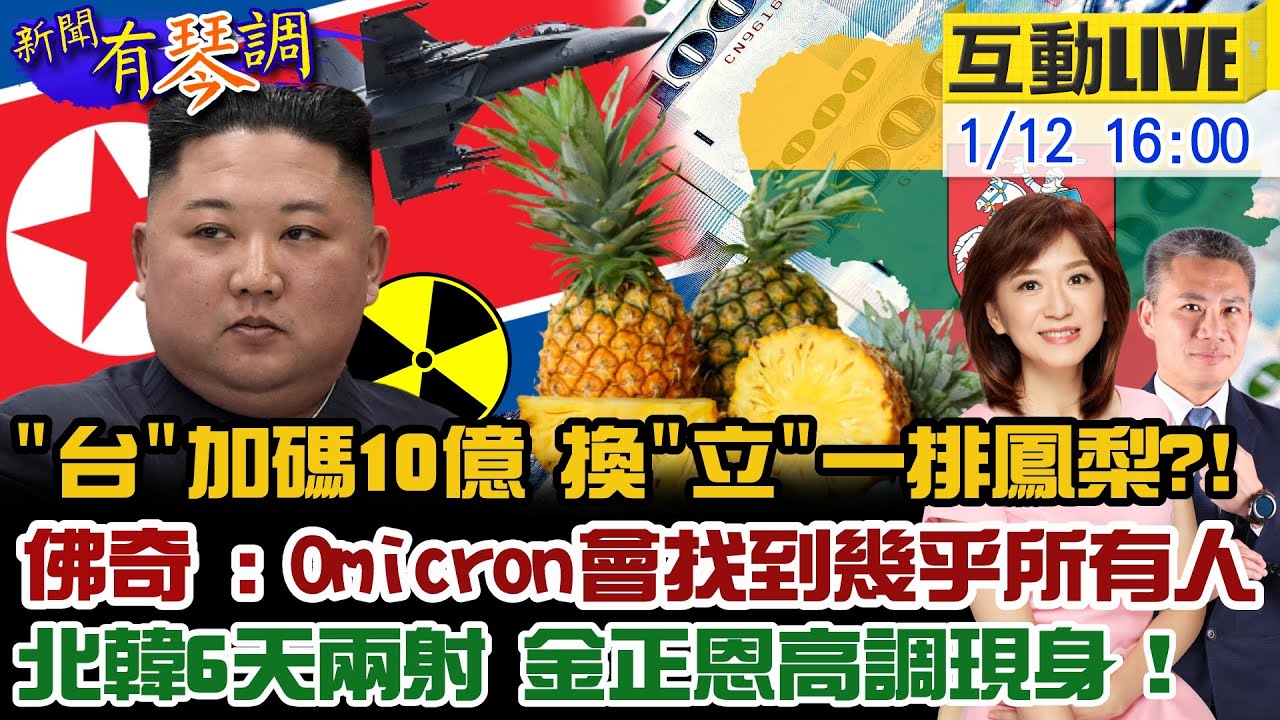 新聞有琴調
互動LIVE
1/12 16:00
100
CN9616
"台"加碼10億 換"立"一排鳳梨?!
佛奇：Omicron會找到幾乎所有人
北韓6天兩射 金正恩高調現身！